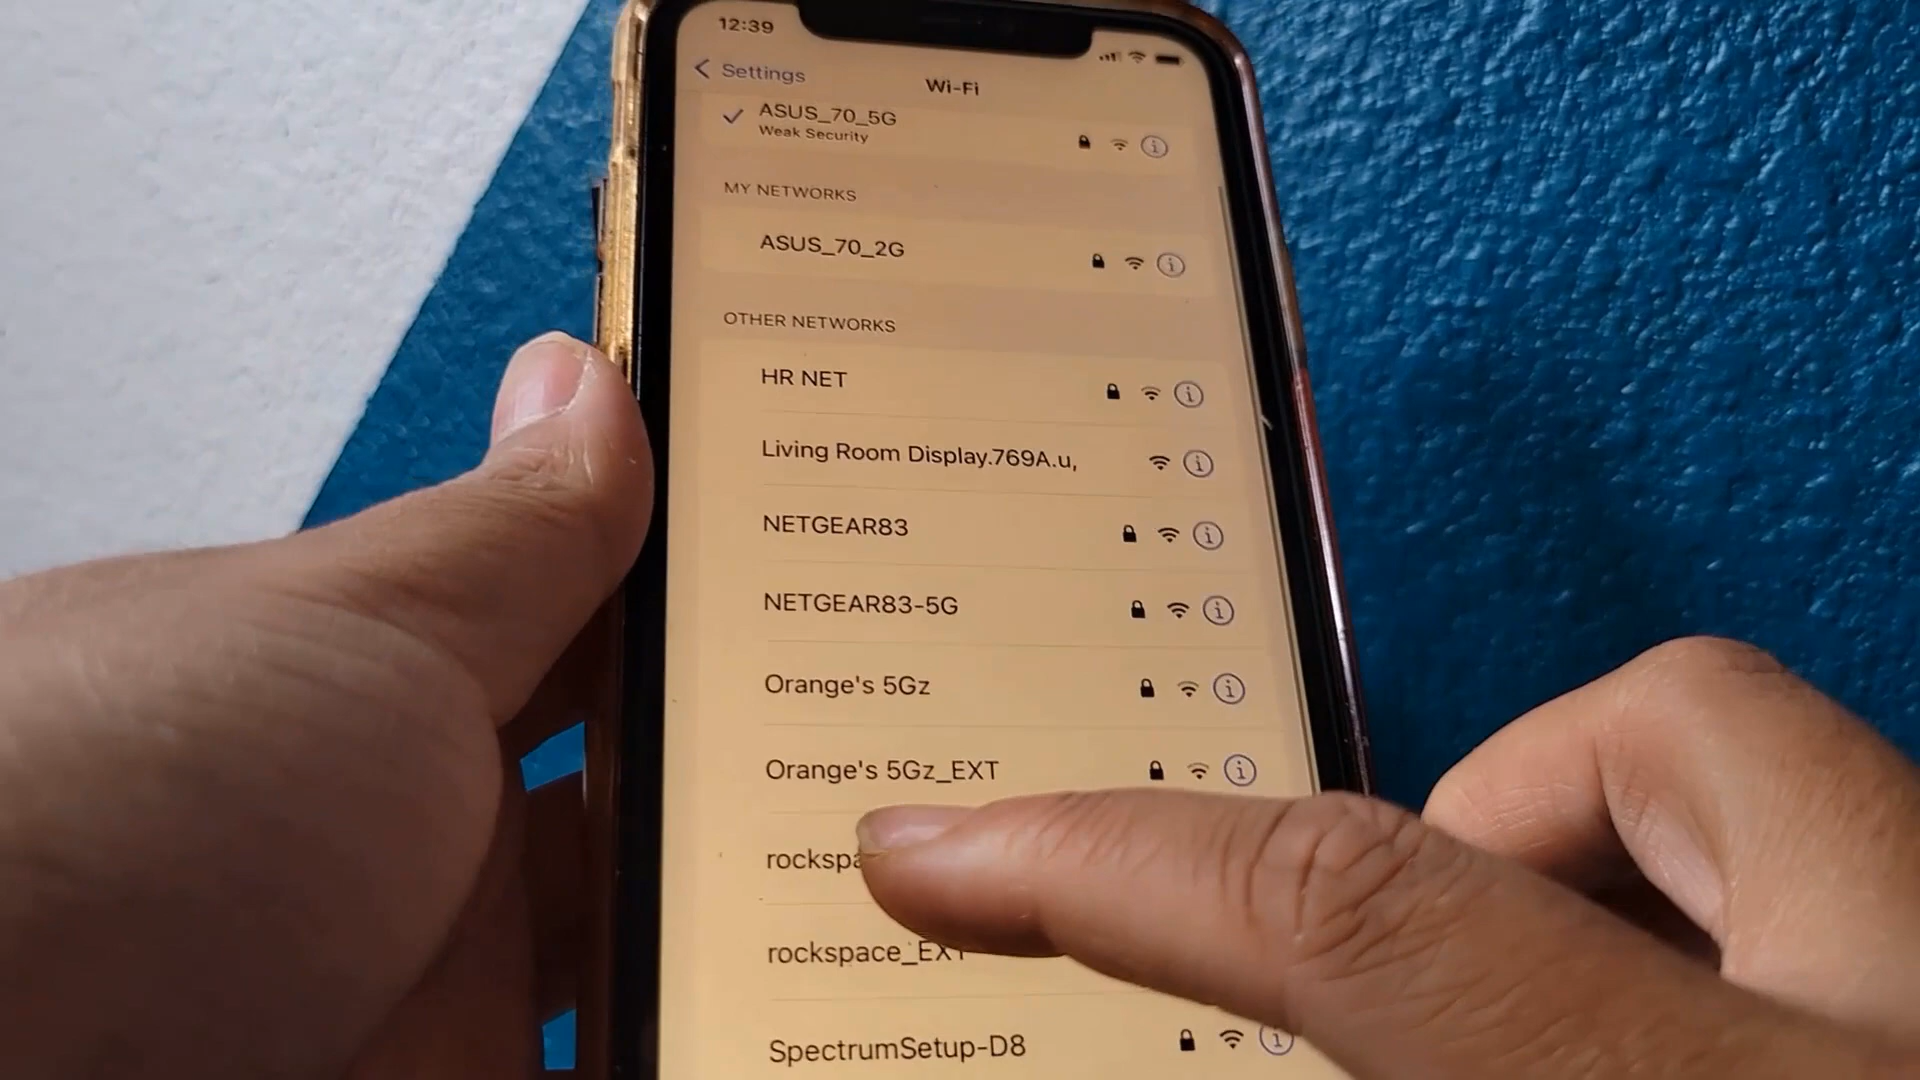 12:39
Settings
Wi-Fi
ASUS_70_5G
Weak Security
MY NETWORKS
ASUS_70_2G
OTHER NETWORKS
HR NET
Living Room Display.769A.u,
NETGEAR83
NETGEAR83-5G
Orange's 5Gz
Orange's 5Gz_EXT
rockspa
rockspace_EXT
SpectrumSetup-D8